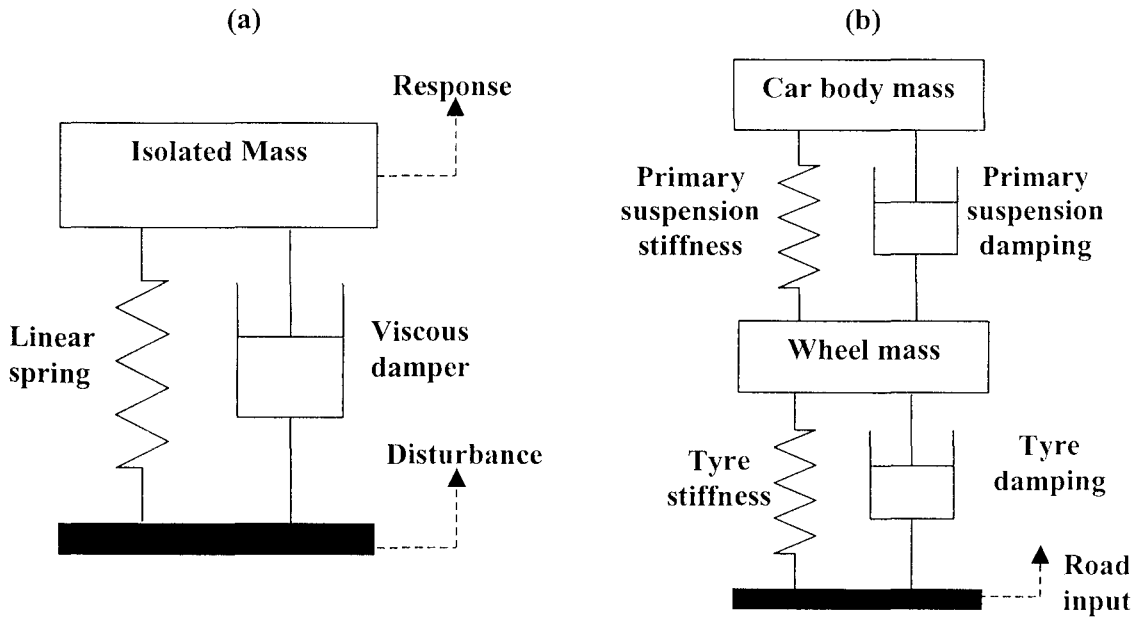 (a)
Response
Isolated Mass
Linear
spring
Viscous
damper
Disturbance
(b)
Car body mass
Primary
suspension
stiffness
Primary
suspension
damping
Wheel mass
Tyre
stiffness
Tyre
damping
Road
input